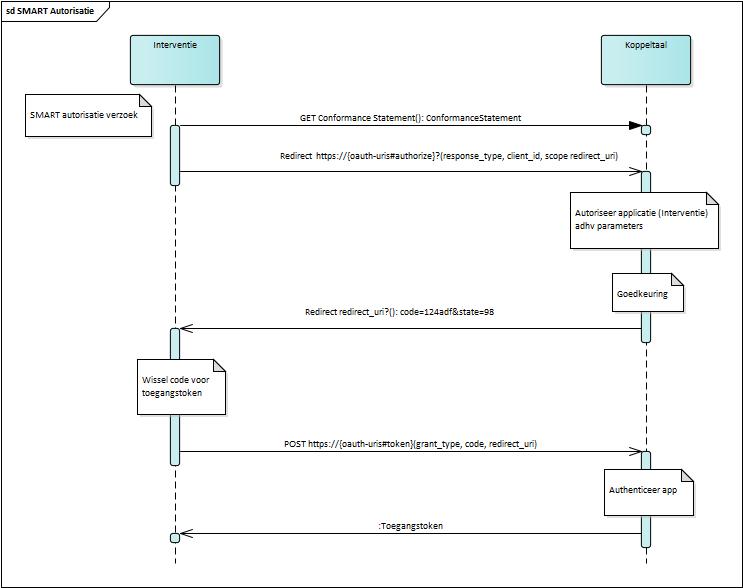 sd SMART Autorisatie
Interventie
Koppeltaal
SMART autorisatie verzoek
GET Conformance Statement(): ConformanceStatement
Redirect https://{oauth-uris#authorize}?(response_type, client_id, scope redirect_uri)
Autoriseer applicatie (Interventie)
adhv parameters
Goedkeuring
Redirect redirect_uri?(): code=124adf&state=98
Wissel code voor
toegangstoken
POST https://{oauth-uris#token}(grant_type, code, redirect_uri)
Authenticeer app
:Toegangstoken